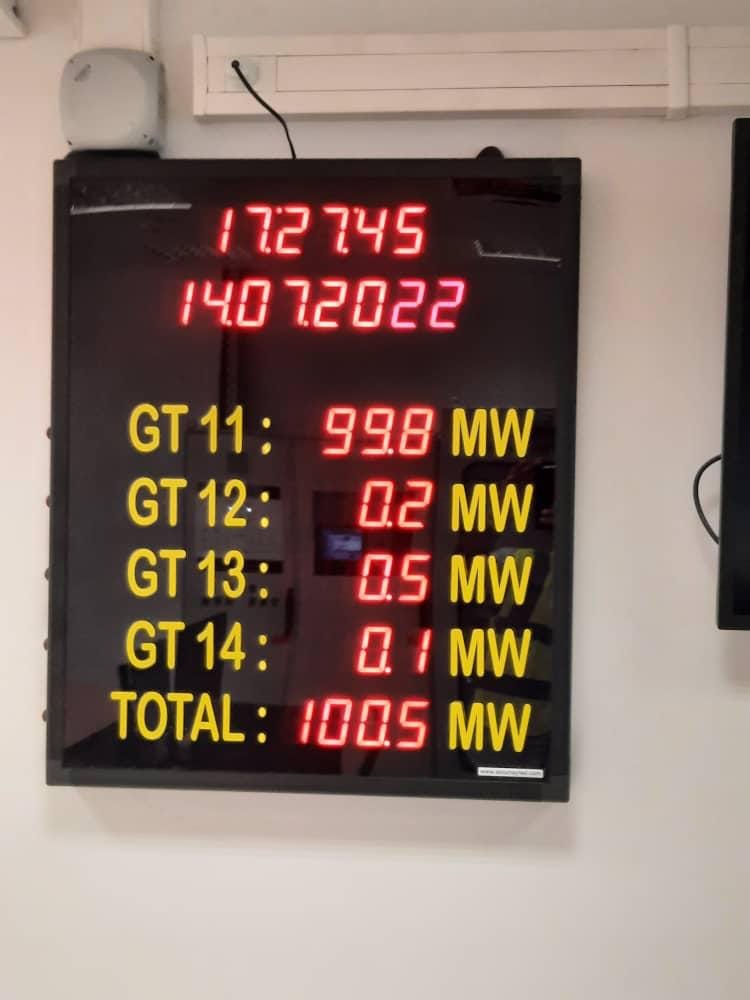 17:27:45
14.07.2022
GT 11 : 99.8 MW
GT 12 : 0.2 MW
GT 13 : 0.5 MW
GT 14 : 0.1 MW
TOTAL : 100.5 MW